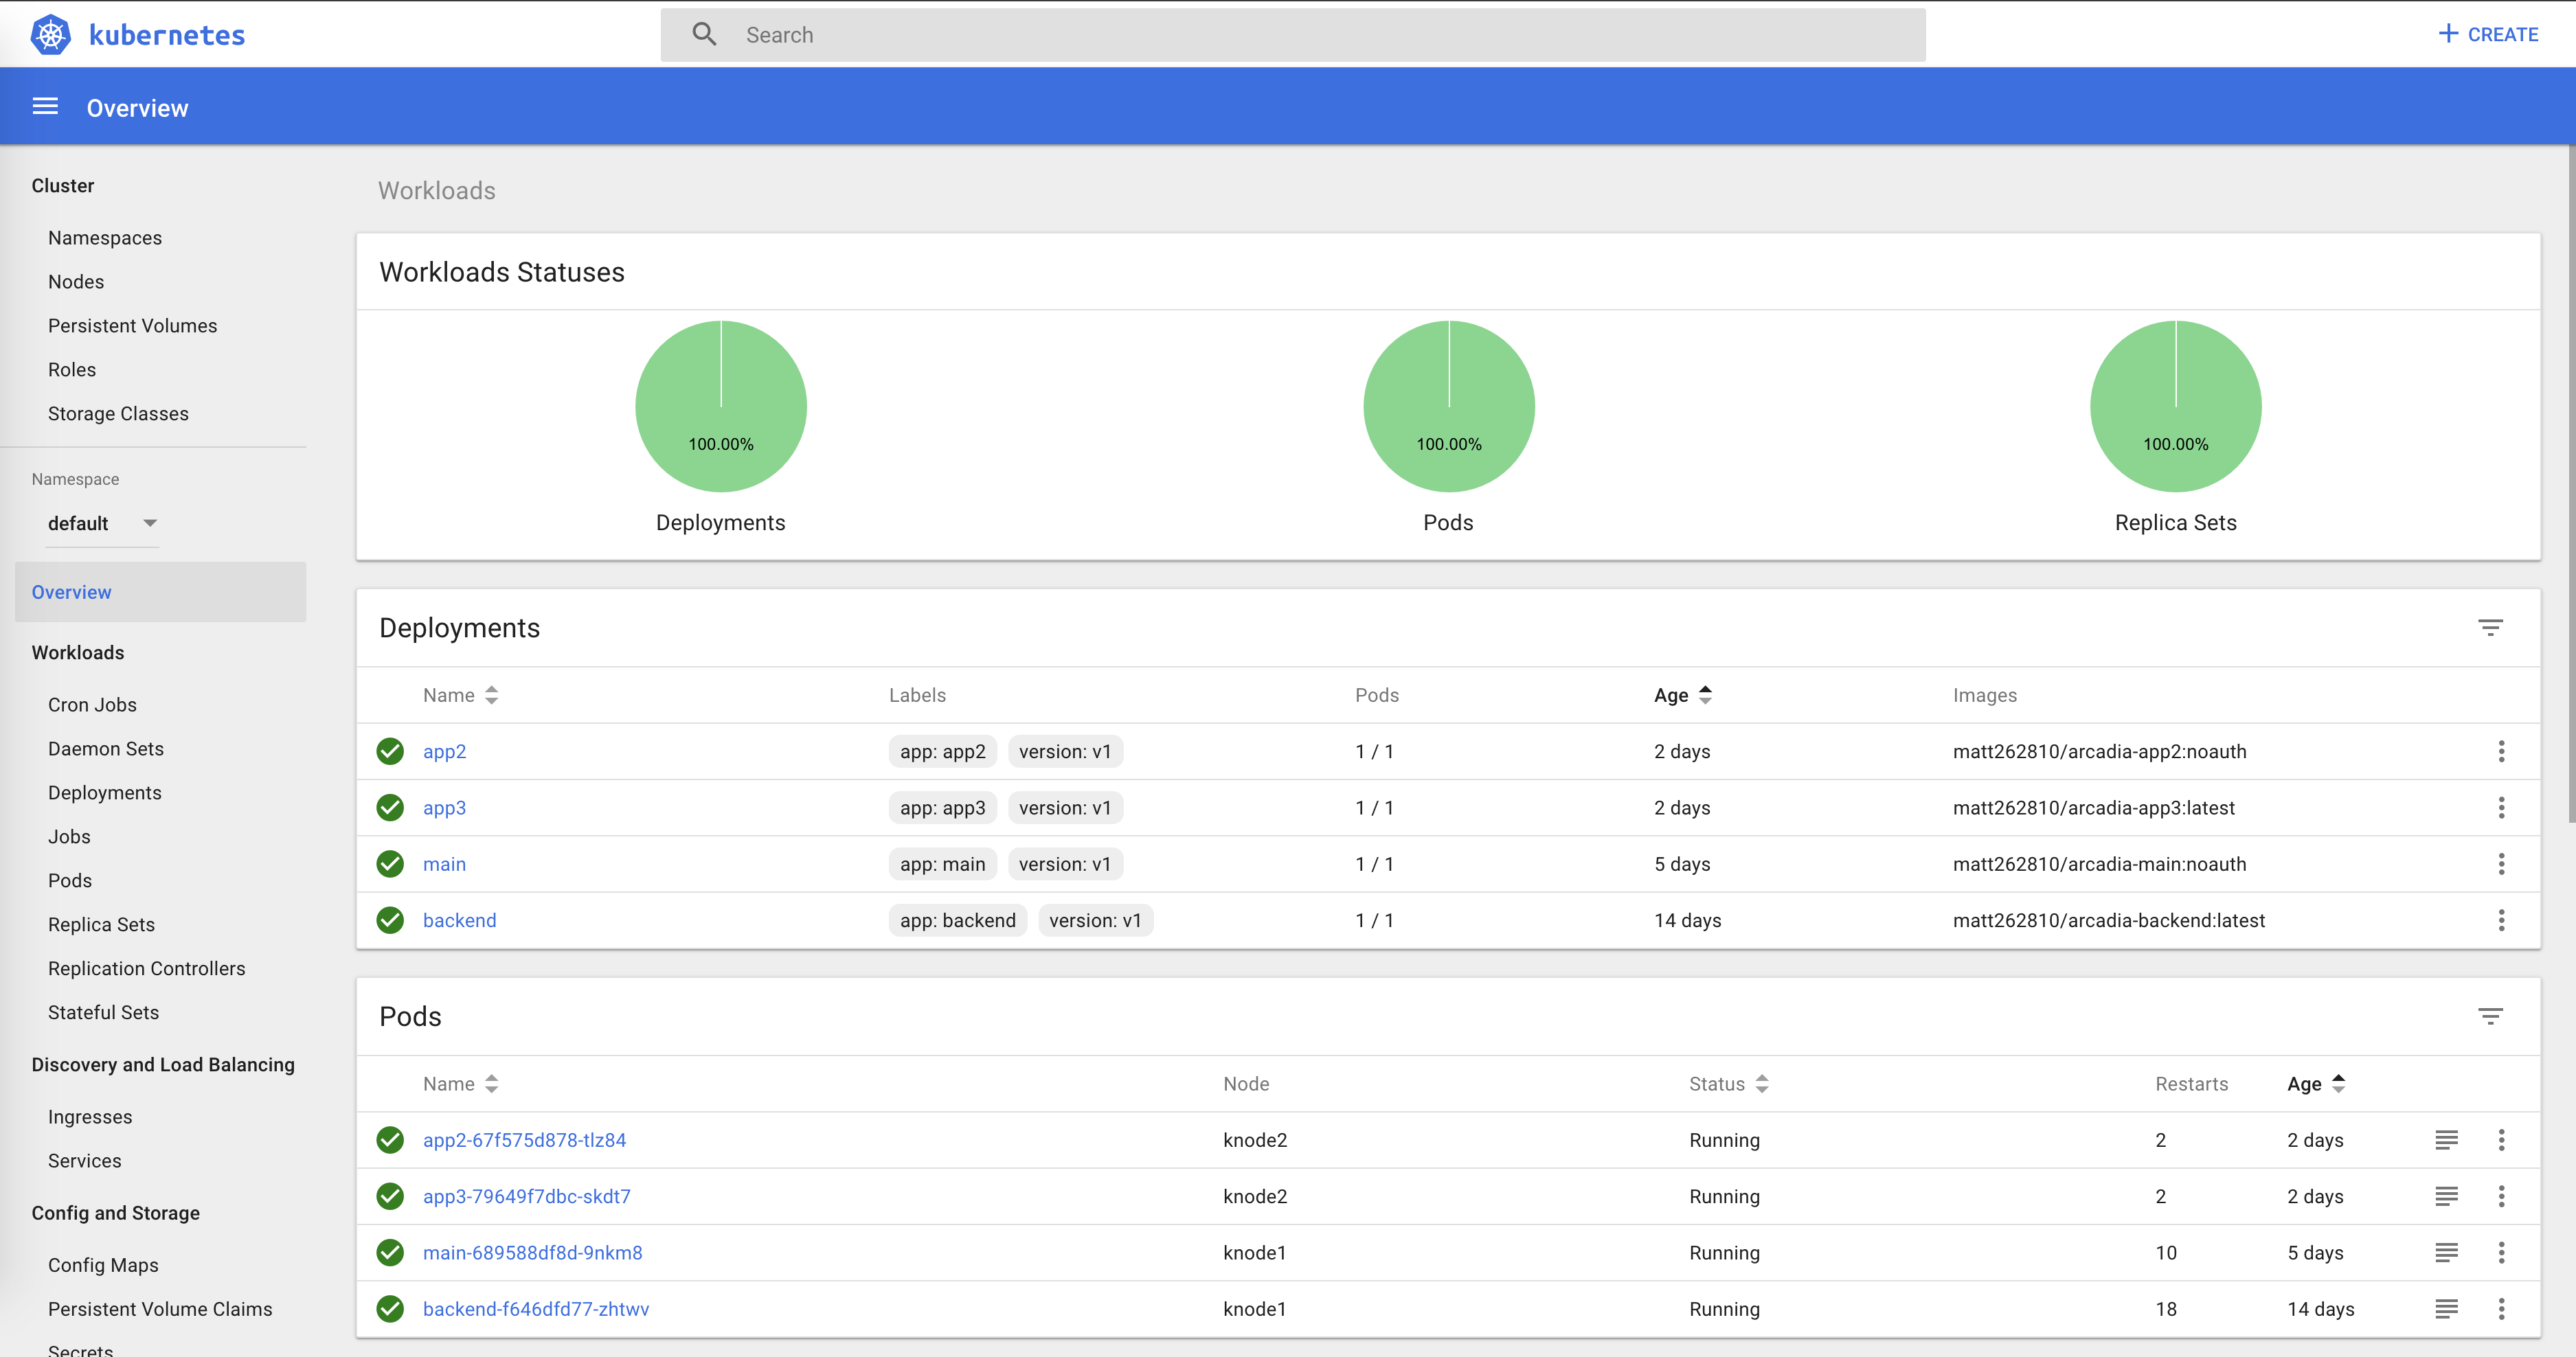 kubernetes
Search
CREATE
Overview
Cluster
Namespaces
Nodes
Persistent Volumes
Roles
Storage Classes
Namespace
default
Overview
Workloads
Cron Jobs
Daemon Sets
Deployments
Jobs
Pods
Replica Sets
Replication Controllers
Stateful Sets
Discovery and Load Balancing
Ingresses
Services
Config and Storage
Config Maps
Persistent Volume Claims
Secrets
Workloads
Workloads Statuses
100.00% 100.00% 100.00%
Deployments Pods Replica Sets
Deployments
Name Labels Pods Age Images
app2 app: app2 version: v1 1 / 1 2 days matt262810/arcadia-app2:noauth
app3 app: app3 version: v1 1 / 1 2 days matt262810/arcadia-app3:latest
main app: main version: v1 1 / 1 5 days matt262810/arcadia-main:noauth
backend app: backend version: v1 1 / 1 14 days matt262810/arcadia-backend:latest
Pods
Name Node Status Restarts Age
app2-67f575d878-tlz84 knode2 Running 2 2 days
app3-79649f7dbc-skdt7 knode2 Running 2 2 days
main-689588df8d-9nkm8 knode1 Running 10 5 days
backend-f646dfd77-zhtwv knode1 Running 18 14 days